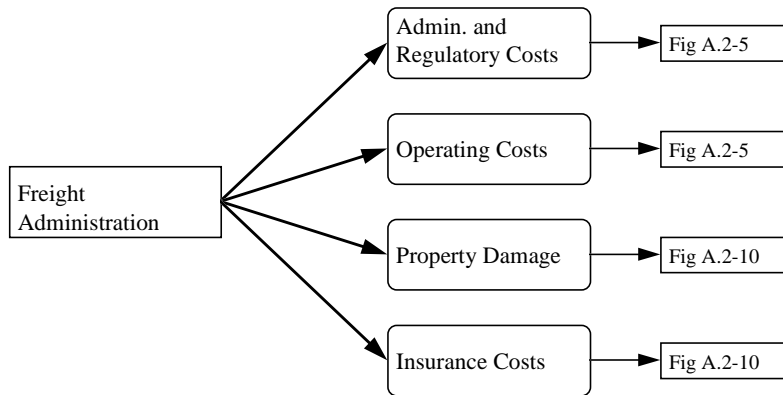 Admin. and
Regulatory Costs
Fig A.2-5
Operating Costs
Fig A.2-5
Freight
Administration
Property Damage
Fig A.2-10
Insurance Costs
Fig A.2-10